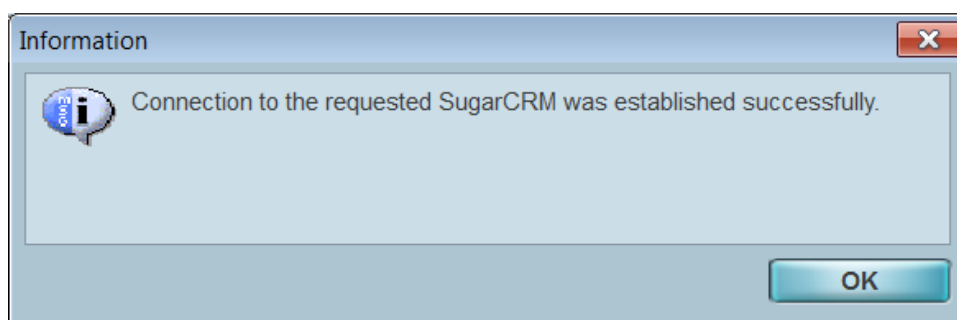 Information
Connection to the requested SugarCRM was established successfully.
OK